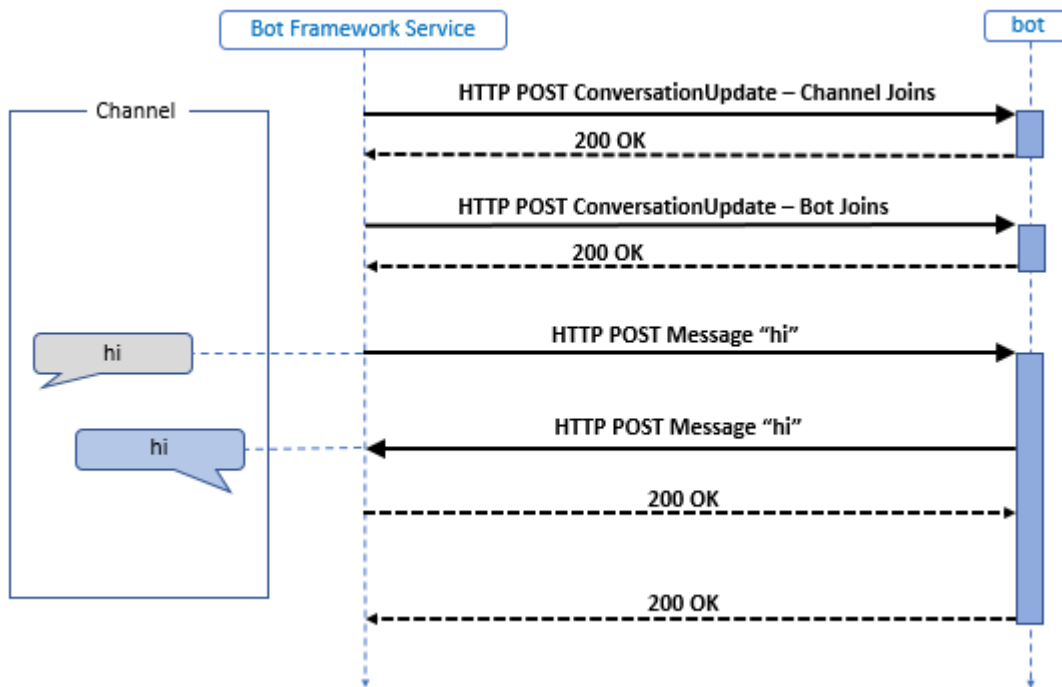 Bot Framework Service
bot
HTTP POST ConversationUpdate – Channel Joins
Channel
200 OK
HTTP POST ConversationUpdate – Bot Joins
200 OK
HTTP POST Message “hi”
hi
HTTP POST Message “hi”
hi
200 OK
200 OK